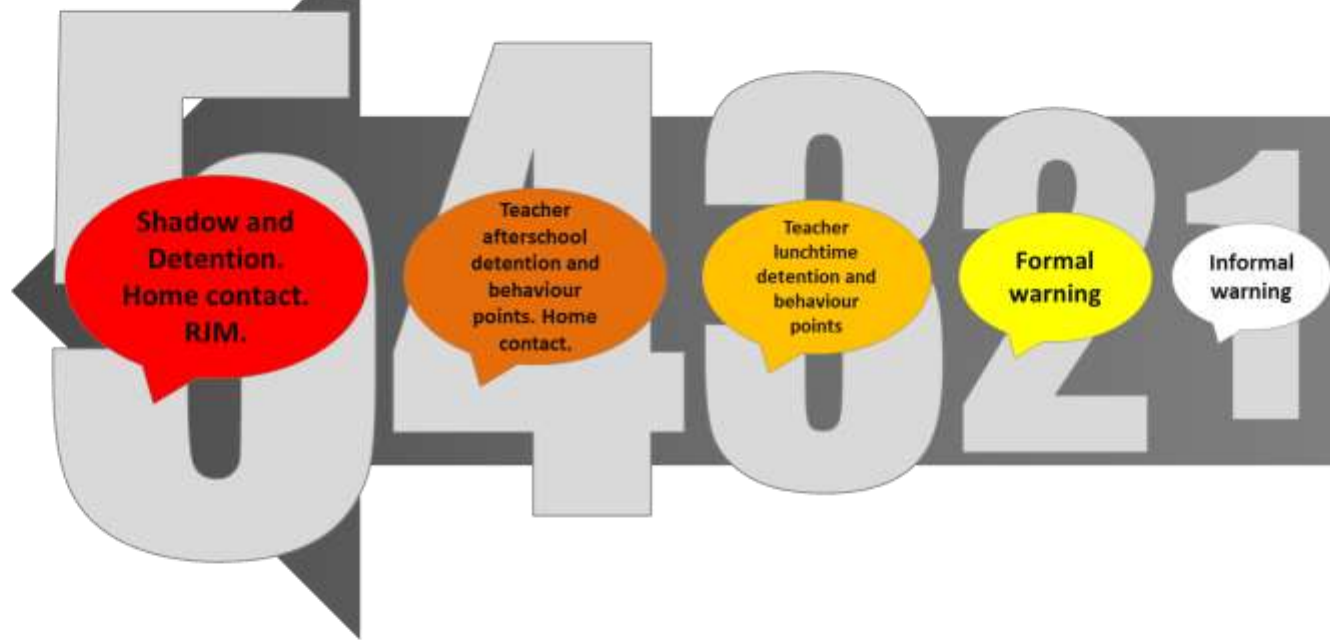 5
Shadow and
Detention.
Home contact.
RJM.
4
Teacher
afterschool
detention and
behaviour
points. Home
contact.
3
Teacher
lunchtime
detention and
behaviour
points
2
Formal
warning
1
Informal
warning